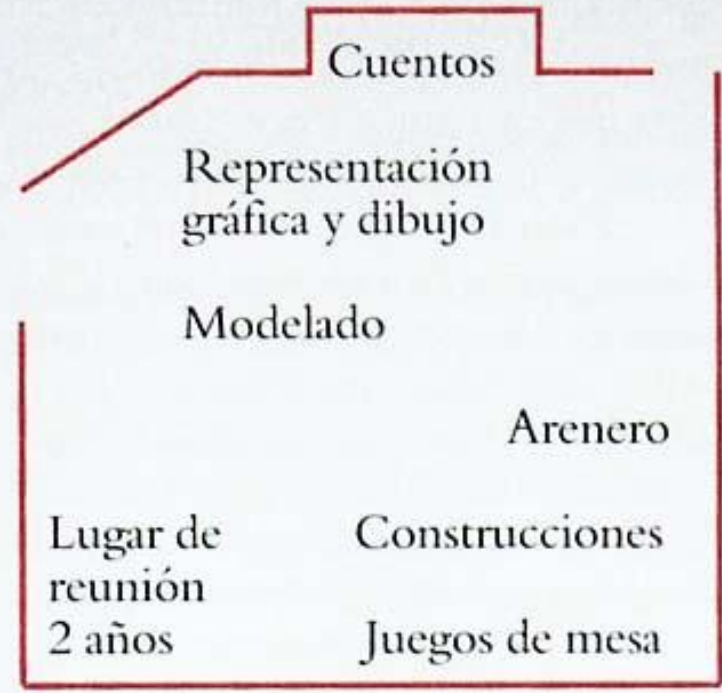 Cuentos
Representación
gráfica y dibujo
Modelado
Arenero
Lugar de
reunión
2 años
Construcciones
Juegos de mesa